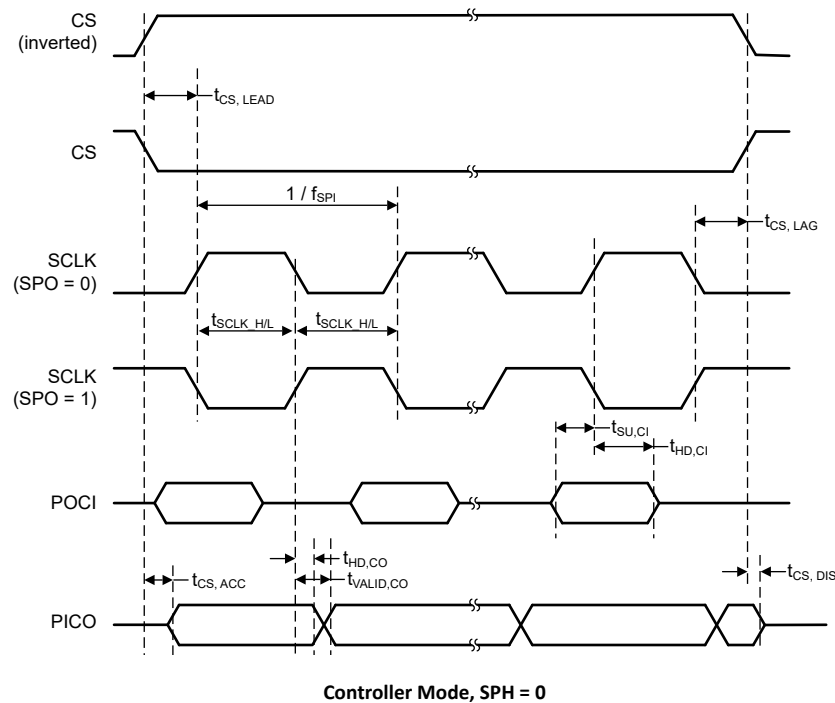 CS
(inverted)
tCS, LEAD
CS
1 / fSPI
tCS, LAG
SCLK
(SPO = 0)
tSCLK_H/L
tSCLK_H/L
SCLK
(SPO = 1)
tSU,CI
tHD,CI
POCI
tHD,CO
tVALID,CO
tCS, ACC
tCS, DIS
PICO
Controller Mode, SPH = 0